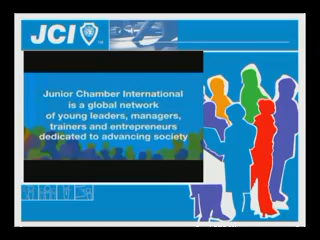 JCI
Junior Chamber International
is a global network
of young leaders, managers,
trainers and entrepreneurs
dedicated to advancing society